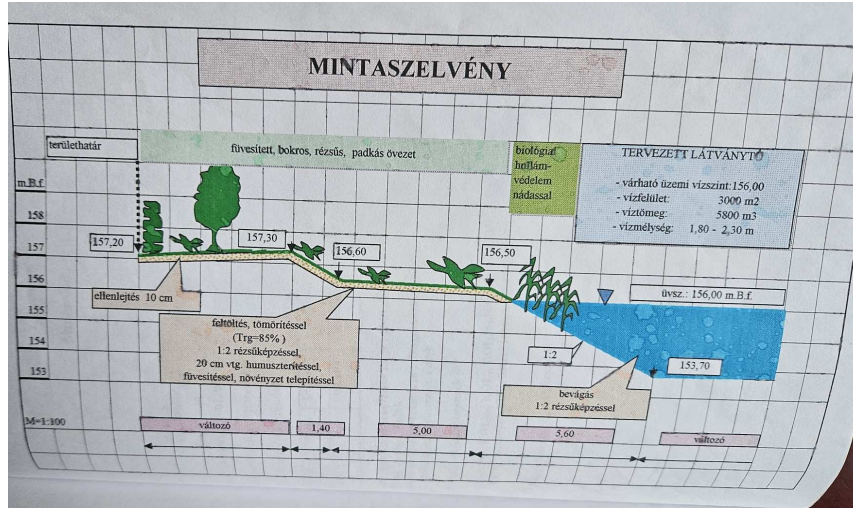 MINTASZELVÉNY
területhatár
füvesített, bokros, rézsűs, padkás övezet
biológiai
hullám-
védelem
nádassal
TERVEZETT LÁTVÁNYTÓ
- várható üzemi vízszint:156,00
- vízfelület: 3000 m2
- víztömeg: 5800 m3
- vízmélység: 1,80 - 2,30 m
m.B.f.
158
157
156
155
154
153
157,20
157,30
156,60
156,50
üvsz.: 156,00 m.B.f.
ellenlejtés 10 cm
feltöltés, tömörítéssel
(Trg=85% )
1:2 rézsűképzéssel,
20 cm vtg. humuszterítéssel,
füvesítéssel, növényzet telepítéssel
1:2
153,70
bevágás
1:2 rézsűképzéssel
M=1:100
változó
1,40
5,00
5,60
változó